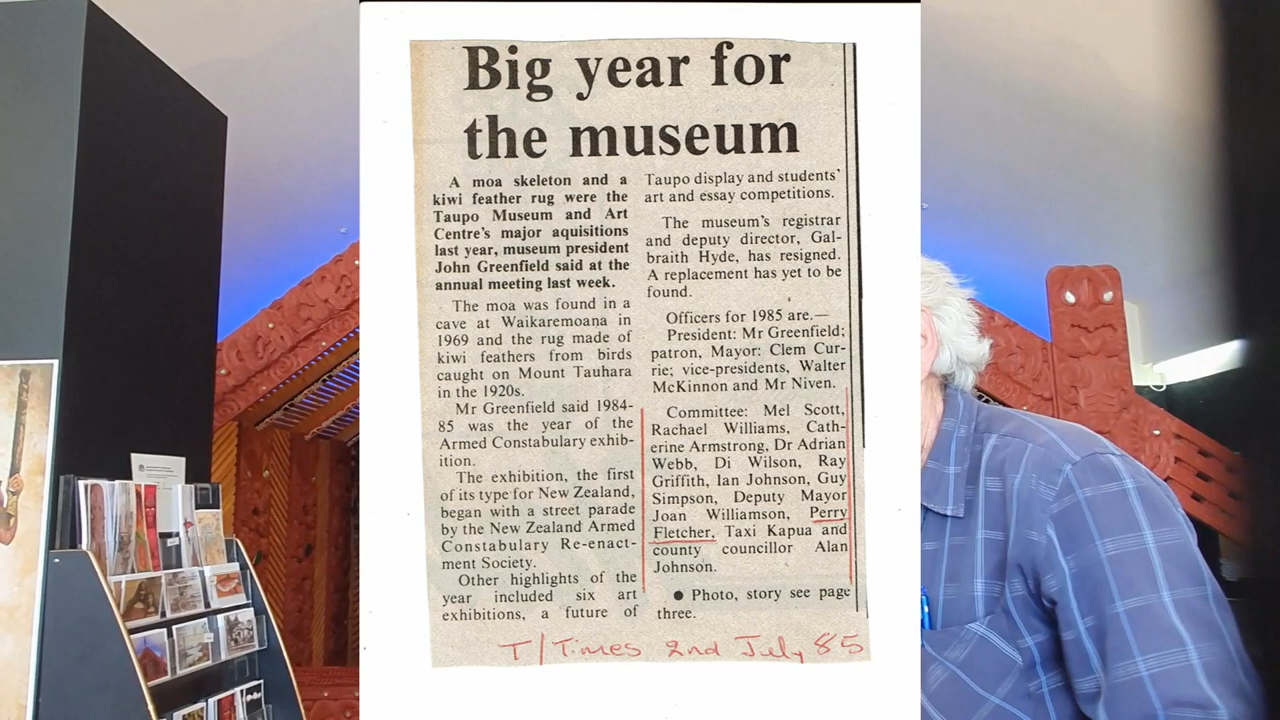 Big year for
the museum
A moa skeleton and a
kiwi feather rug were the
Taupo Museum and Art
Centre's major aquisitions
last year, museum president
John Greenfield said at the
annual meeting last week.
The moa was found in a
cave at Waikaremoana in
1969 and the rug made of
kiwi feathers from birds
caught on Mount Tauhara
in the 1920s.
Mr Greenfield said 1984-
85 was the year of the
Armed Constabulary exhib-
ition.
The exhibition, the first
of its type for New Zealand,
began with a street parade
by the New Zealand Armed
Constabulary Re-enact-
ment Society.
Other highlights of the
year included six art
exhibitions, a future of
Taupo display and students'
art and essay competitions.
The museum's registrar
and deputy director, Gal-
braith Hyde, has resigned.
A replacement has yet to be
found.
Officers for 1985 are.—
President: Mr Greenfield;
patron, Mayor: Clem Cur-
rie; vice-presidents, Walter
McKinnon and Mr Niven.
Committee: Mel Scott,
Rachael Williams, Cath-
erine Armstrong, Dr Adrian
Webb, Di Wilson, Ray
Griffith, Ian Johnson, Guy
Simpson, Deputy Mayor
Joan Williamson, Perry
Fletcher, Taxi Kapua and
county councillor Alan
Johnson.
● Photo, story see page
three.
T/Times 2nd July 85